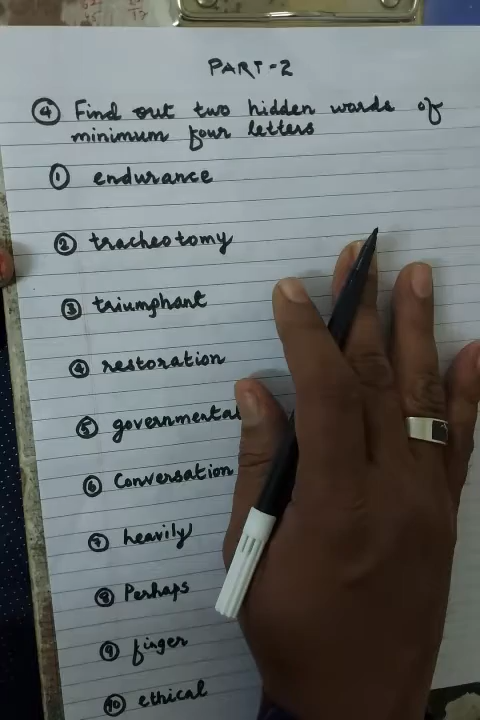 PART-2
④ Find out two hidden words of
minimum four letters
① endurance
② tracheotomy
③ triumphant
④ restoration
⑤ governmental
⑥ Conversation
⑦ heavily
⑧ Perhaps
⑨ finger
⑩ ethical